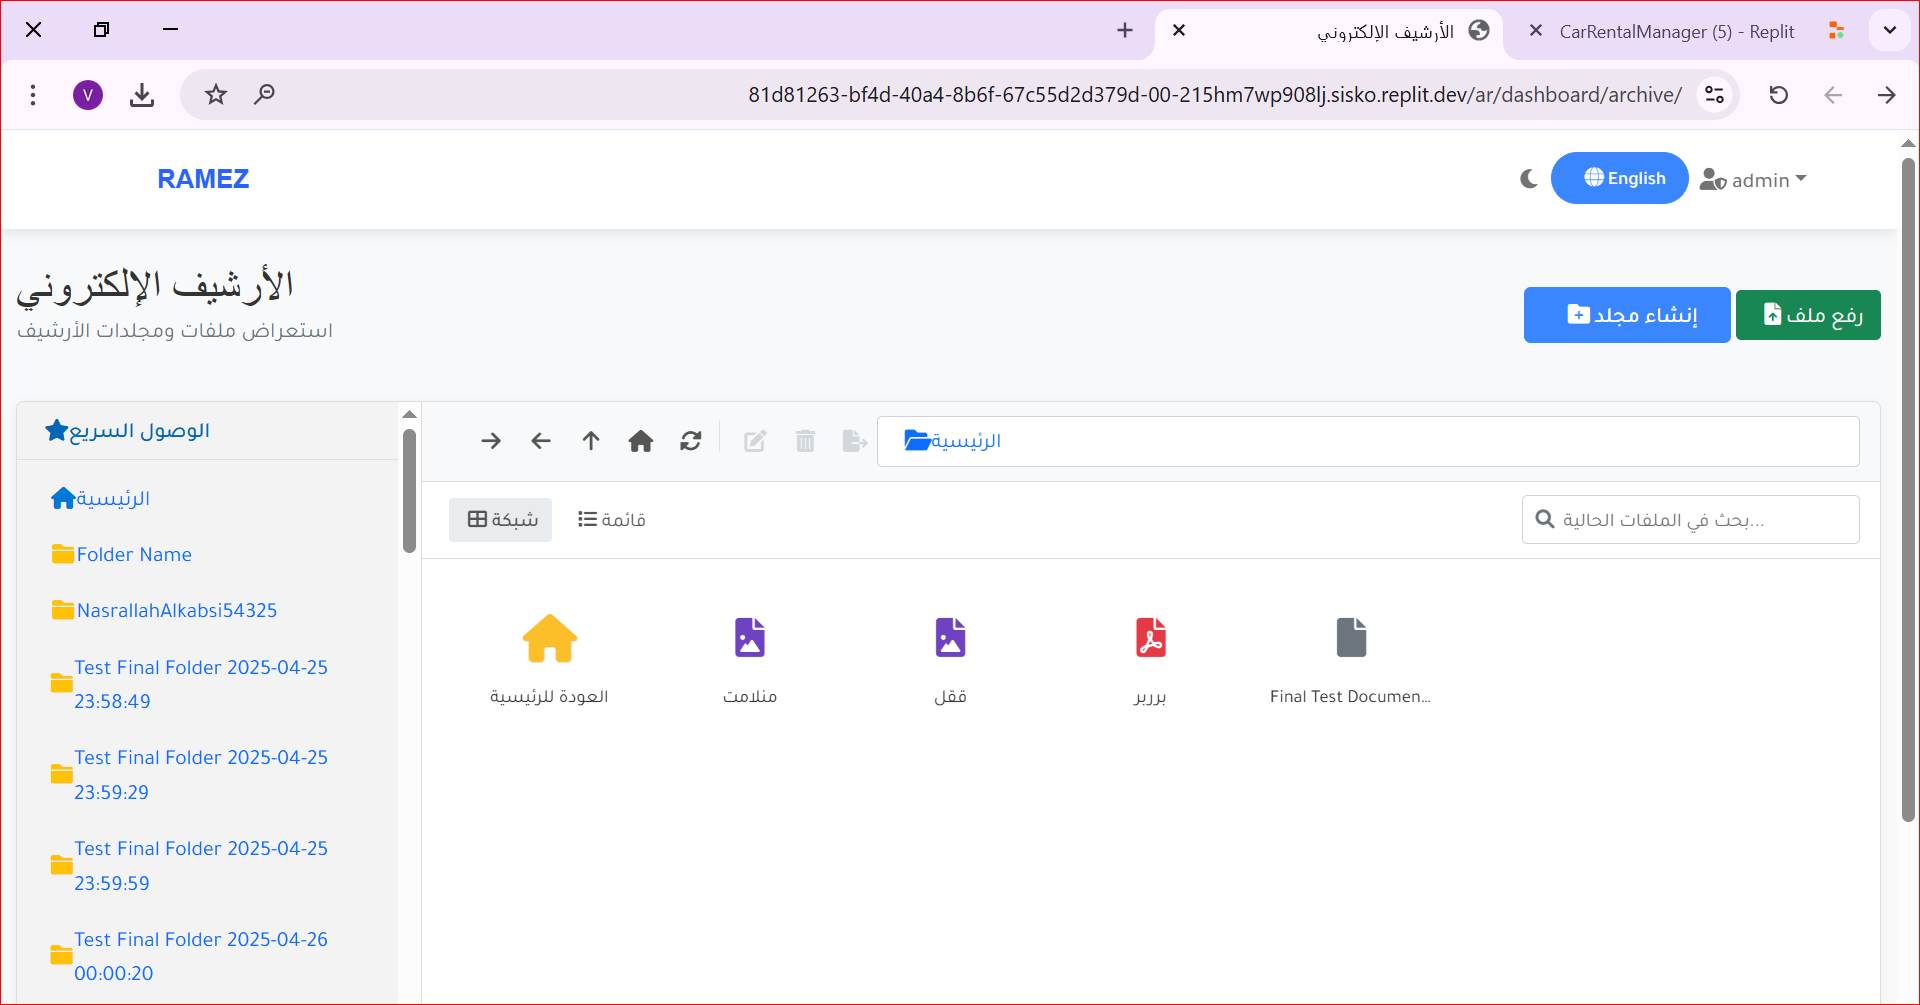 الأرشيف الإلكتروني
CarRentalManager (5) - Replit
V
81d81263-bf4d-40a4-8b6f-67c55d2d379d-00-215hm7wp908lj.sisko.replit.dev/ar/dashboard/archive/
RAMEZ
English
admin
الأرشيف الإلكتروني
استعراض ملفات ومجلدات الأرشيف
إنشاء مجلد
رفع ملف
الوصول السريع
الرئيسية
Folder Name
NasrallahAlkabsi54325
Test Final Folder 2025-04-25
23:58:49
Test Final Folder 2025-04-25
23:59:29
Test Final Folder 2025-04-25
23:59:59
Test Final Folder 2025-04-26
00:00:20
الرئيسية
شبكة
قائمة
بحث في الملفات الحالية...
العودة للرئيسية
منلامت
ققل
برربر
Final Test Documen...